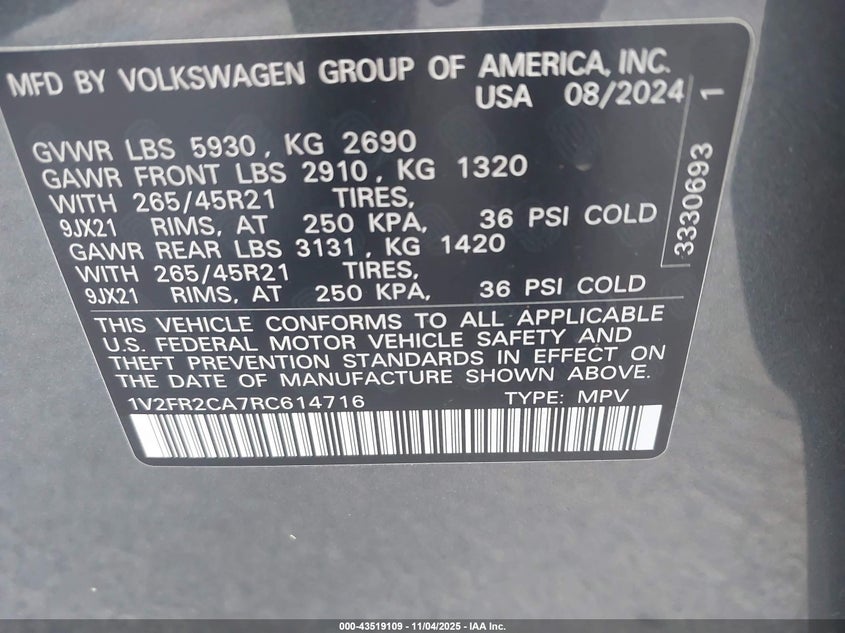 MFD BY VOLKSWAGEN GROUP OF AMERICA, INC.
USA 08/2024
GVWR LBS 5930, KG 2690
GAWR FRONT LBS 2910, KG 1320
WITH 265/45R21 TIRES,
9JX21 RIMS, AT 250 KPA, 36 PSI COLD
GAWR REAR LBS 3131, KG 1420
WITH 265/45R21 TIRES,
9JX21 RIMS, AT 250 KPA, 36 PSI COLD
THIS VEHICLE CONFORMS TO ALL APPLICABLE
U.S. FEDERAL MOTOR VEHICLE SAFETY AND
THEFT PREVENTION STANDARDS IN EFFECT ON
THE DATE OF MANUFACTURE SHOWN ABOVE.
1V2FR2CA7RC614716 TYPE: MPV
3330693 1
000-43519109 - 11/04/2025 - IAA Inc.